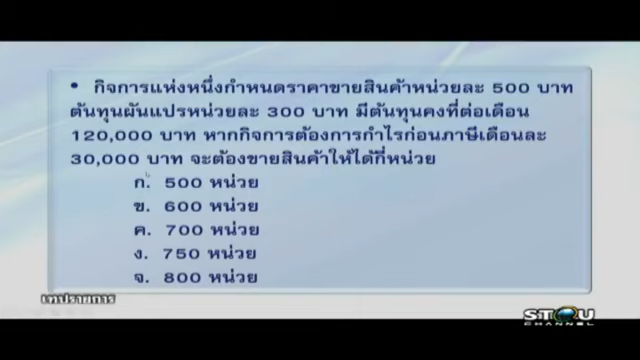 • กิจการแห่งหนึ่งกำหนดราคาขายสินค้าหน่วยละ 500 บาท
ต้นทุนผันแปรหน่วยละ 300 บาท มีต้นทุนคงที่ต่อเดือน
120,000 บาท หากกิจการต้องการกำไรก่อนภาษีเดือนละ
30,000 บาท จะต้องขายสินค้าให้ได้กี่หน่วย
ก. 500 หน่วย
ข. 600 หน่วย
ค. 700 หน่วย
ง. 750 หน่วย
จ. 800 หน่วย
เทปรายการ
STOU
CHANNEL